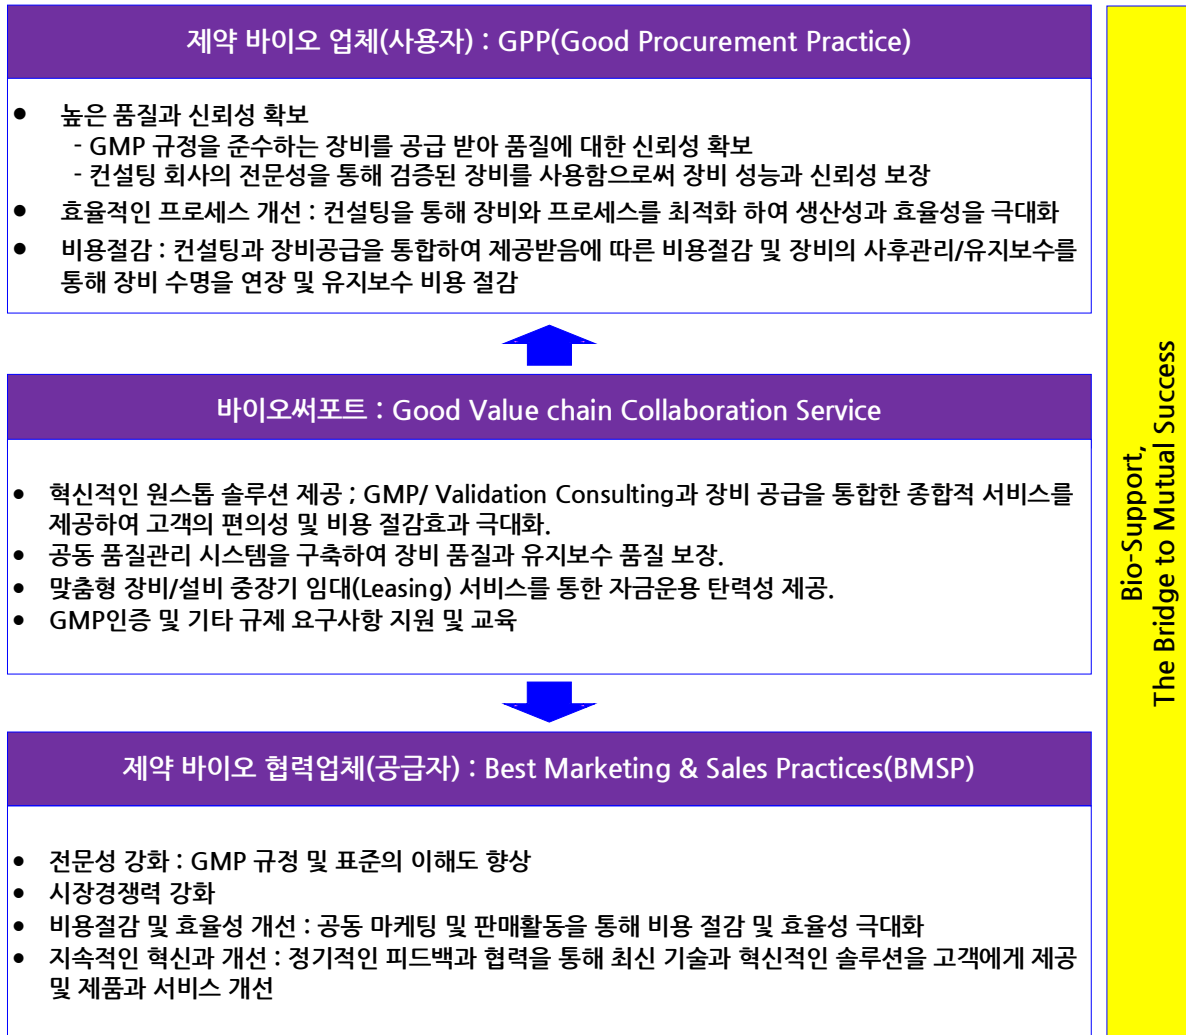 제약 바이오 업체(사용자) : GPP(Good Procurement Practice)
● 높은 품질과 신뢰성 확보
- GMP 규정을 준수하는 장비를 공급 받아 품질에 대한 신뢰성 확보
- 컨설팅 회사의 전문성을 통해 검증된 장비를 사용함으로써 장비 성능과 신뢰성 보장
● 효율적인 프로세스 개선 : 컨설팅을 통해 장비와 프로세스를 최적화 하여 생산성과 효율성을 극대화
● 비용절감 : 컨설팅과 장비공급을 통합하여 제공받음에 따른 비용절감 및 장비의 사후관리/유지보수를
통해 장비 수명을 연장 및 유지보수 비용 절감
바이오써포트 : Good Value chain Collaboration Service
● 혁신적인 원스톱 솔루션 제공 ; GMP/ Validation Consulting과 장비 공급을 통합한 종합적 서비스를
제공하여 고객의 편의성 및 비용 절감효과 극대화.
● 공동 품질관리 시스템을 구축하여 장비 품질과 유지보수 품질 보장.
● 맞춤형 장비/설비 중장기 임대(Leasing) 서비스를 통한 자금운용 탄력성 제공.
● GMP인증 및 기타 규제 요구사항 지원 및 교육
제약 바이오 협력업체(공급자) : Best Marketing & Sales Practices(BMSP)
● 전문성 강화 : GMP 규정 및 표준의 이해도 향상
● 시장경쟁력 강화
● 비용절감 및 효율성 개선 : 공동 마케팅 및 판매활동을 통해 비용 절감 및 효율성 극대화
● 지속적인 혁신과 개선 : 정기적인 피드백과 협력을 통해 최신 기술과 혁신적인 솔루션을 고객에게 제공
및 제품과 서비스 개선
Bio-Support,
The Bridge to Mutual Success